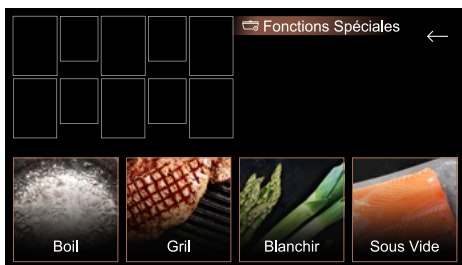 Fonctions Spéciales
Boil
Gril
Blanchir
Sous Vide